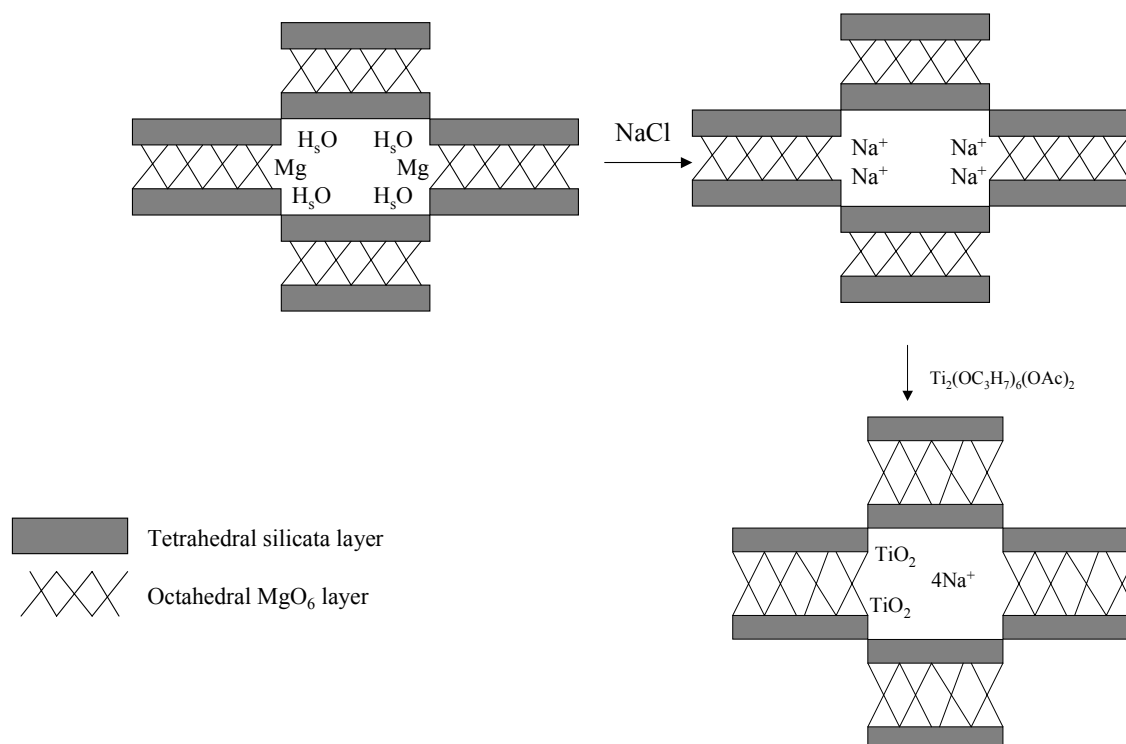 HₛO HₛO
Mg Mg
HₛO HₛO
NaCl
Na⁺ Na⁺
Na⁺ Na⁺
Ti₂(OC₃H₇)₆(OAc)₂
TiO₂
4Na⁺
TiO₂
Tetrahedral silicata layer
Octahedral MgO₆ layer